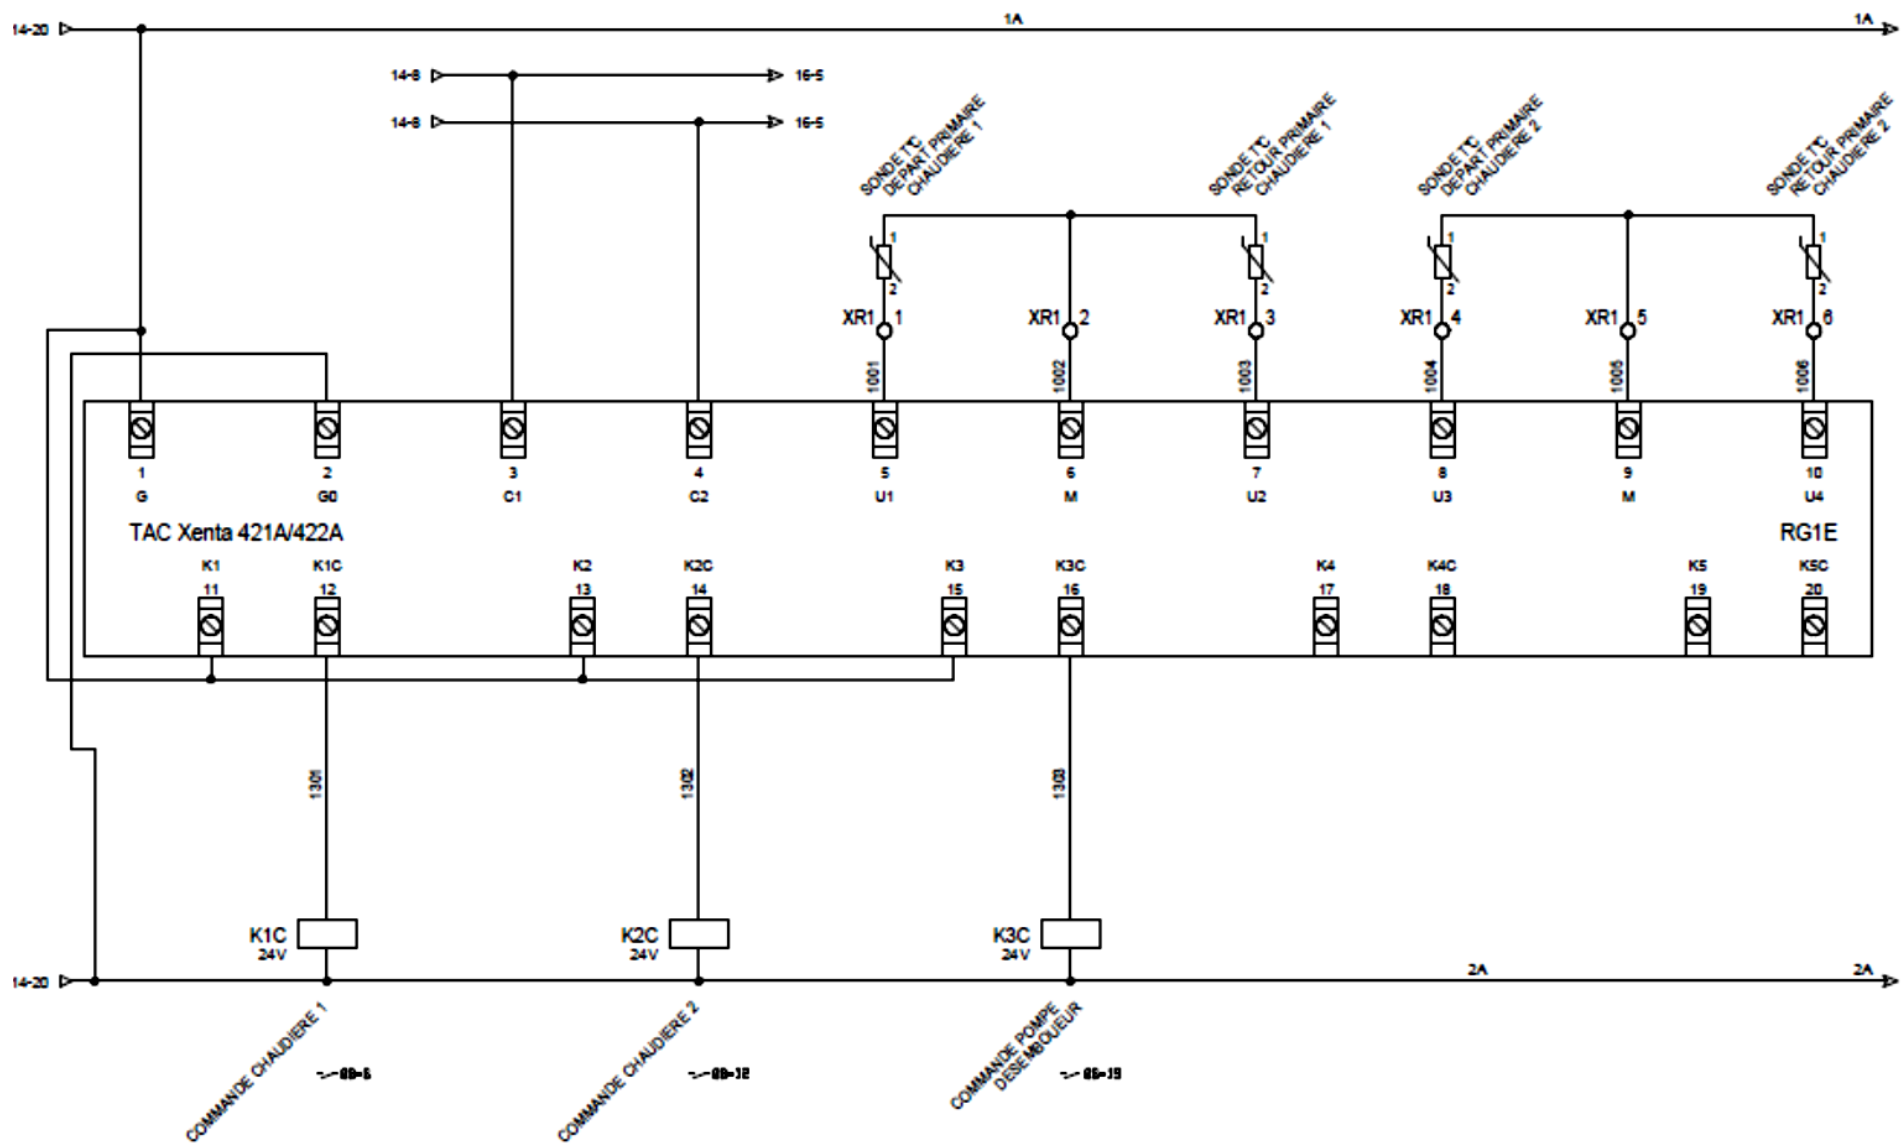 1A
1A
14-20
14-8
16-5
14-8
16-5
SONDE T°C
DEPART PRIMAIRE
CHAUDIERE 1
SONDE T°C
RETOUR PRIMAIRE
CHAUDIERE 1
SONDE T°C
DEPART PRIMAIRE
CHAUDIERE 2
SONDE T°C
RETOUR PRIMAIRE
CHAUDIERE 2
1 1 1 1
2 2 2 2
XR1 1 XR1 2 XR1 3 XR1 4 XR1 5 XR1 6
1001 1002 1003 1004 1005 1006
1 2 3 4 5 6 7 8 9 10
G G0 C1 C2 U1 M U2 U3 M U4
TAC Xenta 421A/422A RG1E
K1 K1C K2 K2C K3 K3C K4 K4C K5 K5C
11 12 13 14 15 16 17 18 19 20
1301 1302 1303
K1C K2C K3C
24V 24V 24V
2A 2A
14-20
COMMANDE CHAUDIERE 1
COMMANDE CHAUDIERE 2
COMMANDE POMPE
DESEMBOUEUR